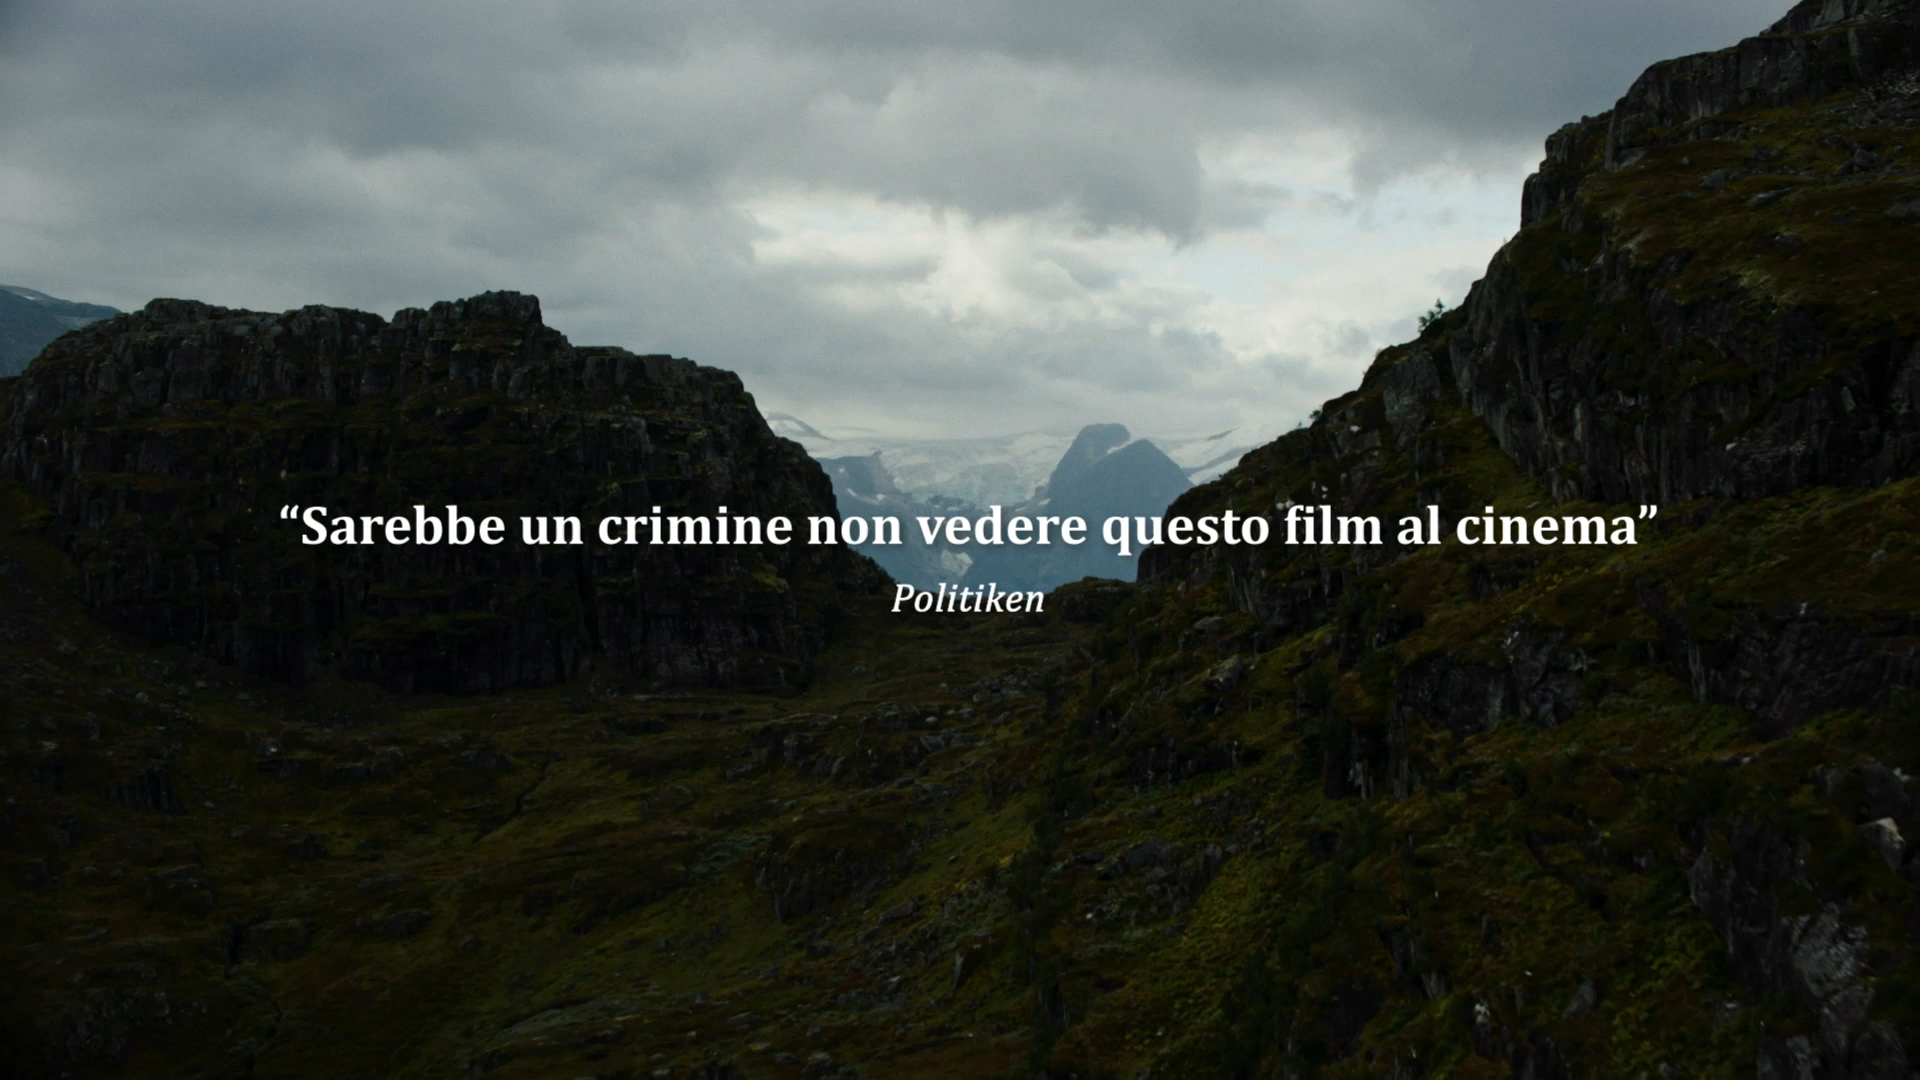 “Sarebbe un crimine non vedere questo film al cinema”
Politiken